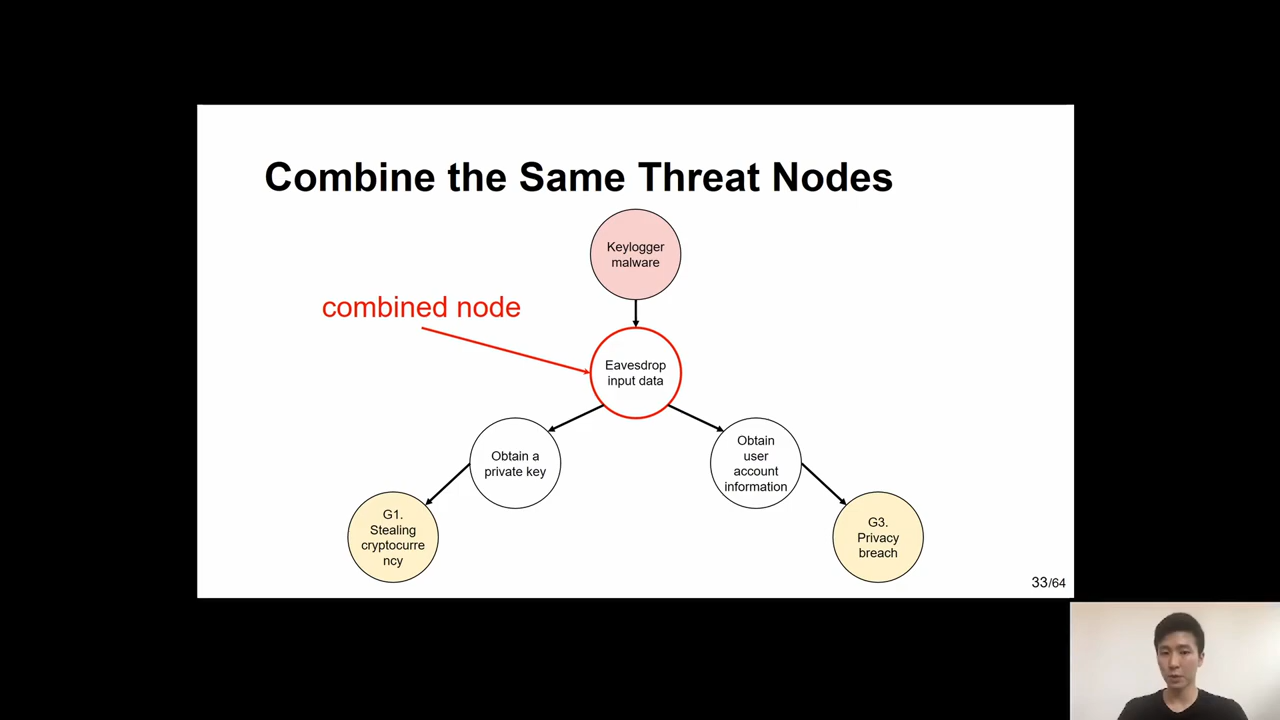 Combine the Same Threat Nodes
Keylogger
malware
combined node
Eavesdrop
input data
Obtain a
private key
Obtain
user
account
information
G1.
Stealing
cryptocurre
ncy
G3.
Privacy
breach
33/64